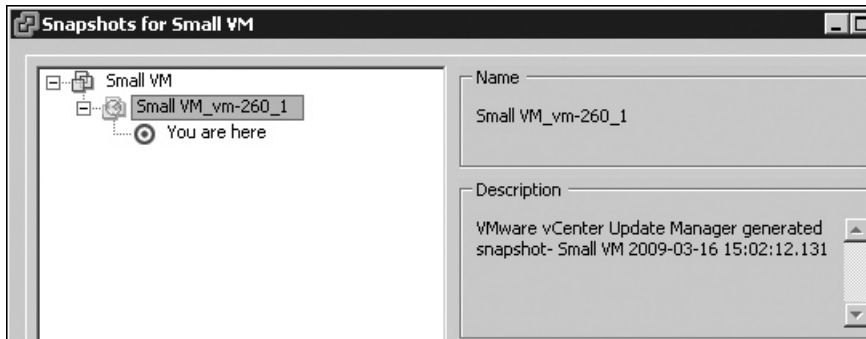 Snapshots for Small VM
Small VM
Small VM_vm-260_1
You are here
Name
Small VM_vm-260_1
Description
VMware vCenter Update Manager generated
snapshot- Small VM 2009-03-16 15:02:12.131